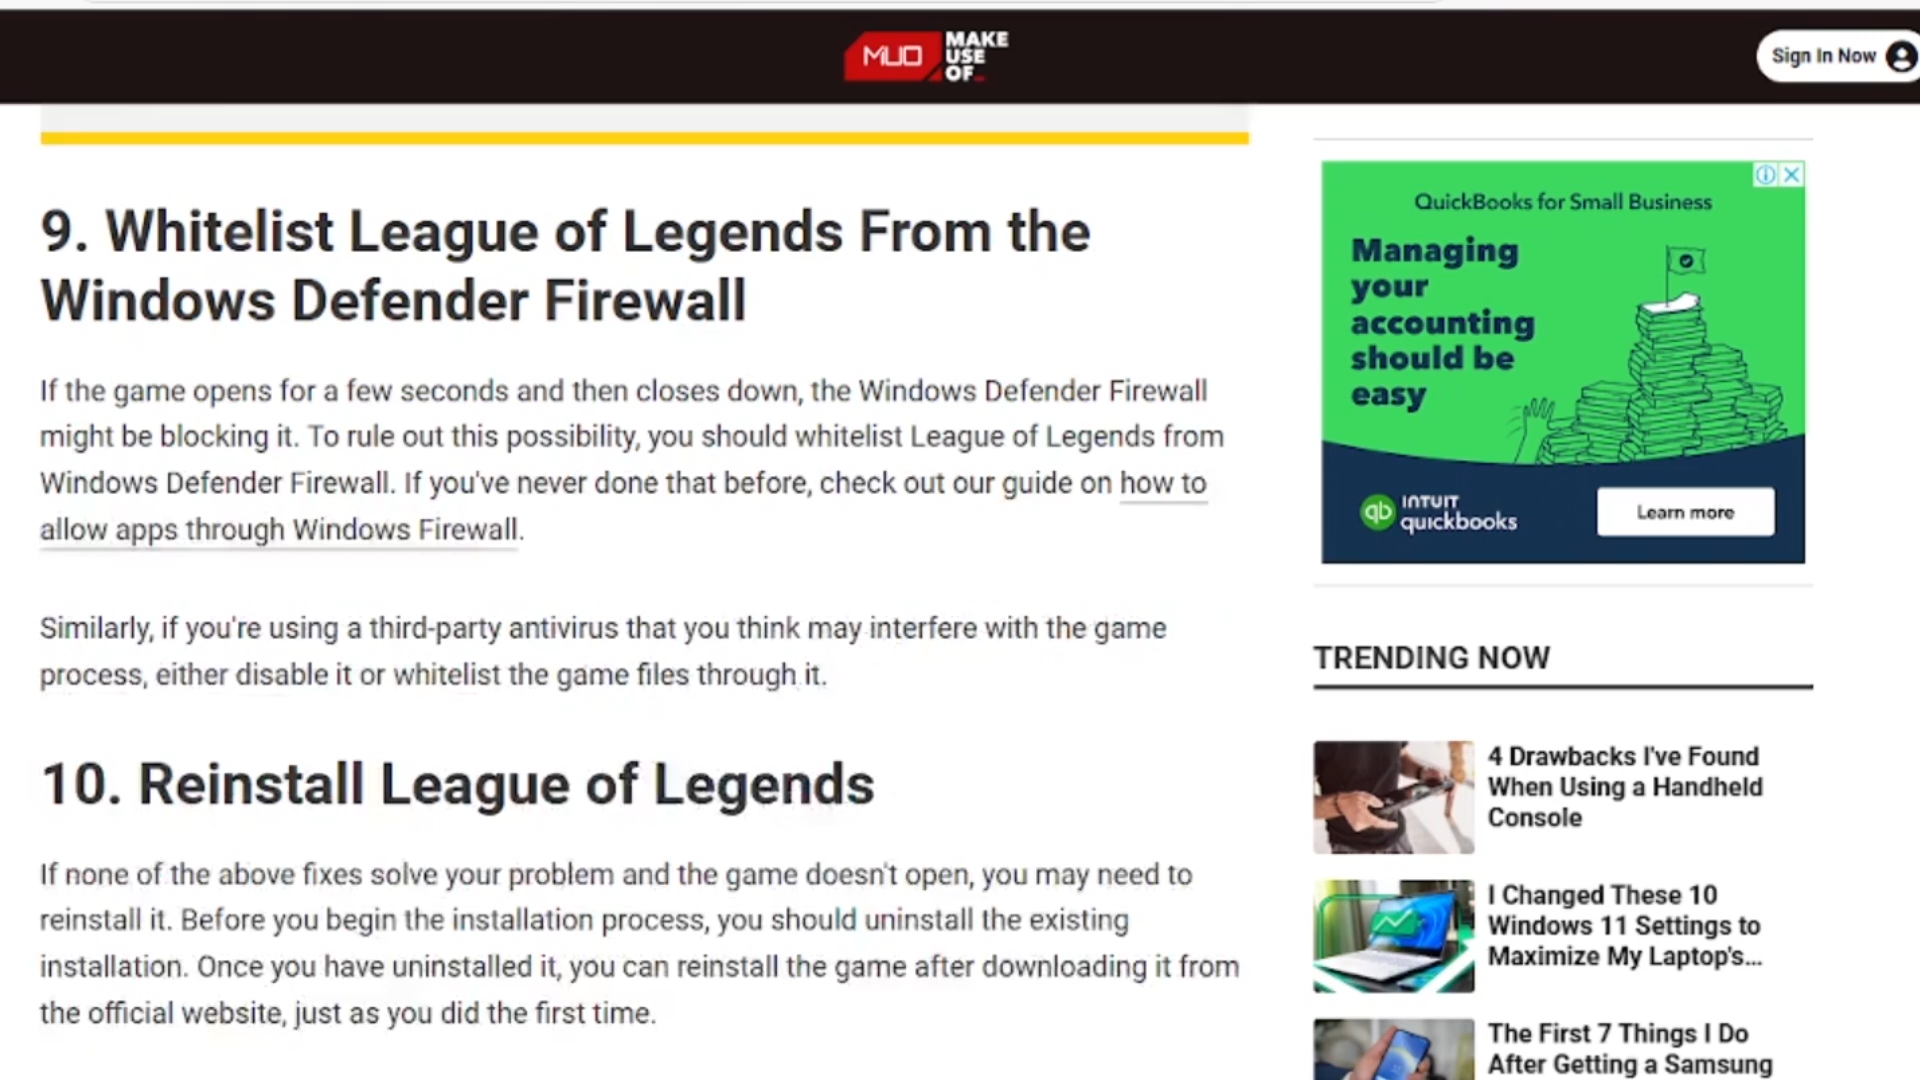 MUO
MAKE
USE
OF
Sign In Now
9. Whitelist League of Legends From the
Windows Defender Firewall
If the game opens for a few seconds and then closes down, the Windows Defender Firewall
might be blocking it. To rule out this possibility, you should whitelist League of Legends from
Windows Defender Firewall. If you've never done that before, check out our guide on how to
allow apps through Windows Firewall.
Similarly, if you're using a third-party antivirus that you think may interfere with the game
process, either disable it or whitelist the game files through it.
10. Reinstall League of Legends
If none of the above fixes solve your problem and the game doesn't open, you may need to
reinstall it. Before you begin the installation process, you should uninstall the existing
installation. Once you have uninstalled it, you can reinstall the game after downloading it from
the official website, just as you did the first time.
QuickBooks for Small Business
Managing
your
accounting
should be
easy
qb
INTUIT
quickbooks
Learn more
TRENDING NOW
4 Drawbacks I've Found
When Using a Handheld
Console
I Changed These 10
Windows 11 Settings to
Maximize My Laptop's...
The First 7 Things I Do
After Getting a Samsung